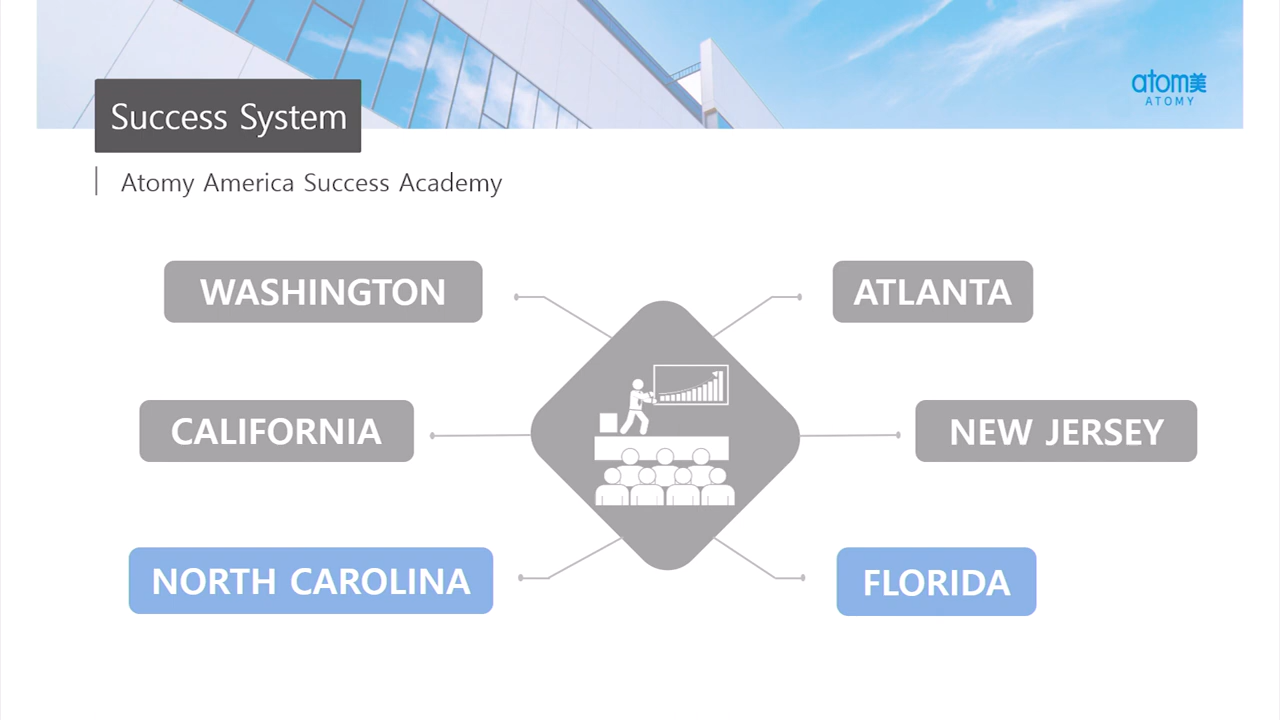 Success System
atom美
ATOMY
Atomy America Success Academy
WASHINGTON
ATLANTA
CALIFORNIA
NEW JERSEY
NORTH CAROLINA
FLORIDA